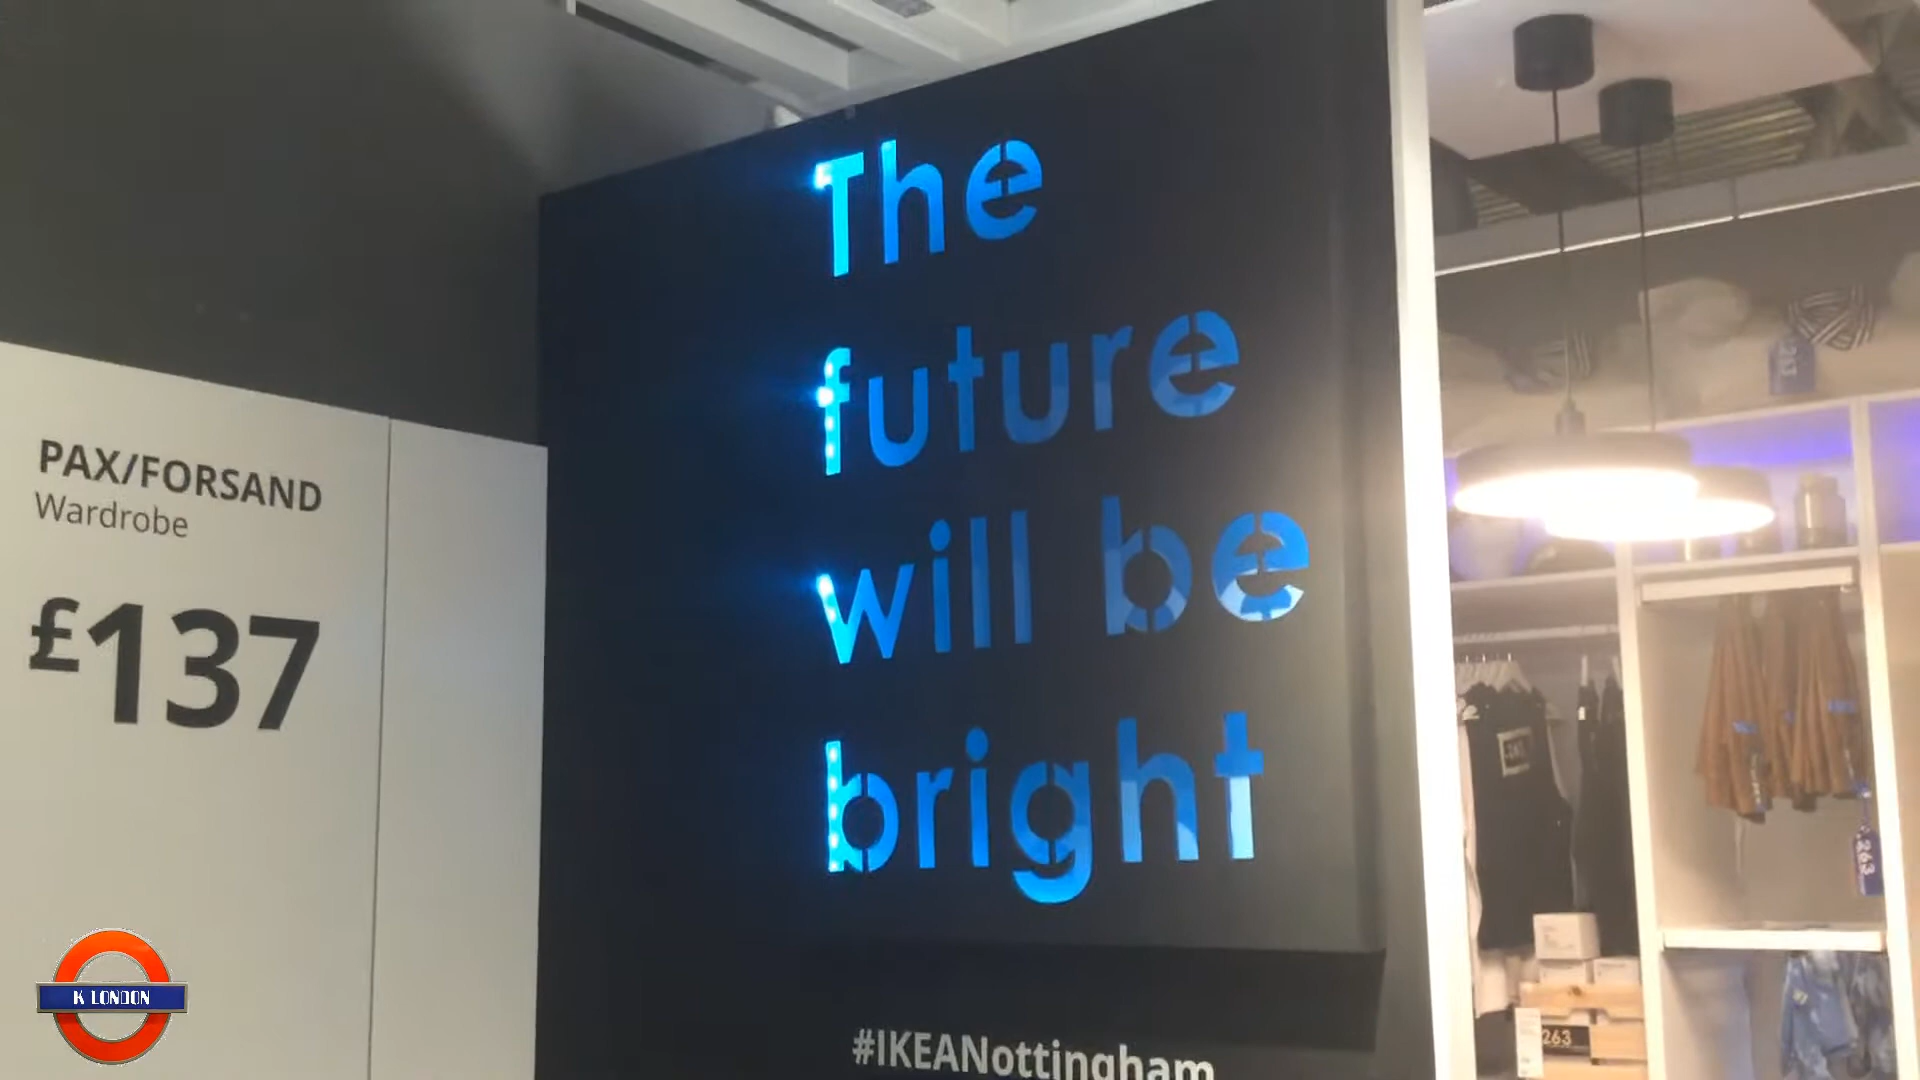 PAX/FORSAND
Wardrobe
£137
The
future
will be
bright
#IKEANottingham
K LONDON
263
263